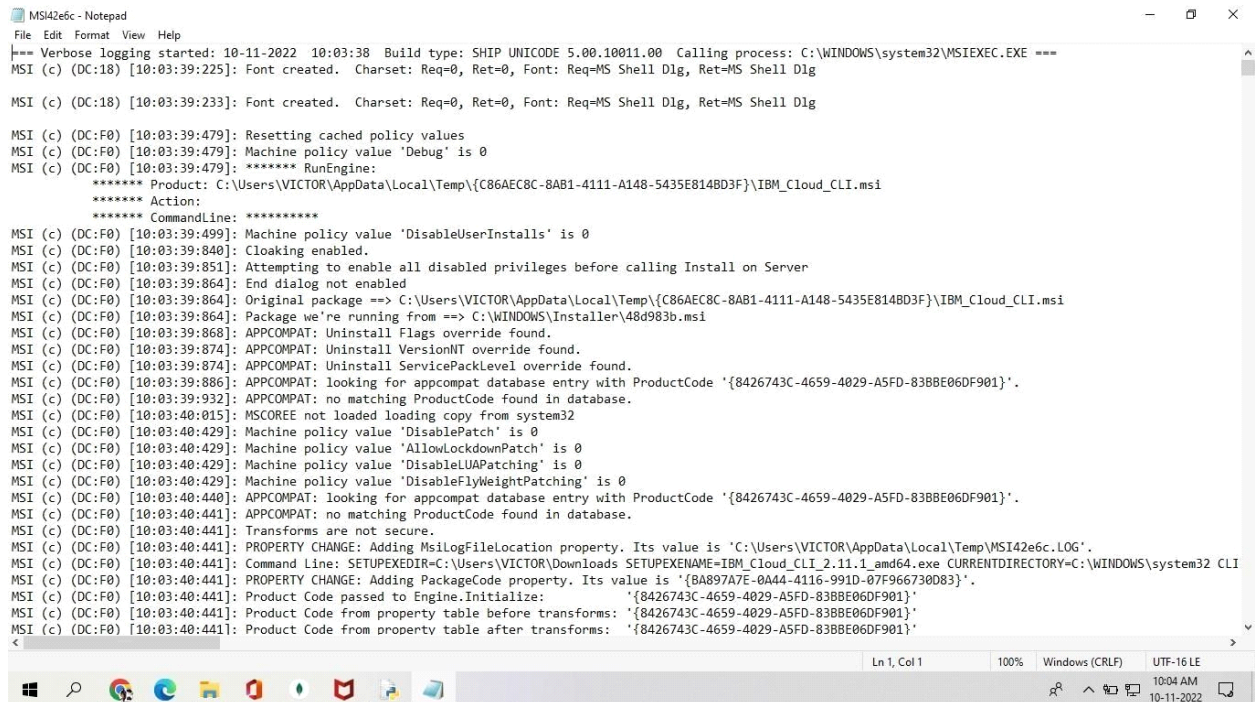 MSI42e6c - Notepad
File Edit Format View Help
=== Verbose logging started: 10-11-2022  10:03:38  Build type: SHIP UNICODE 5.00.10011.00  Calling process: C:\WINDOWS\system32\MSIEXEC.EXE ===
MSI (c) (DC:18) [10:03:39:225]: Font created.  Charset: Req=0, Ret=0, Font: Req=MS Shell Dlg, Ret=MS Shell Dlg
MSI (c) (DC:18) [10:03:39:233]: Font created.  Charset: Req=0, Ret=0, Font: Req=MS Shell Dlg, Ret=MS Shell Dlg
MSI (c) (DC:F0) [10:03:39:479]: Resetting cached policy values
MSI (c) (DC:F0) [10:03:39:479]: Machine policy value 'Debug' is 0
MSI (c) (DC:F0) [10:03:39:479]: ******* RunEngine:
******* Product: C:\Users\VICTOR\AppData\Local\Temp\{C86AEC8C-8AB1-4111-A148-5435E814BD3F}\IBM_Cloud_CLI.msi
******* Action:
******* CommandLine: **********
MSI (c) (DC:F0) [10:03:39:499]: Machine policy value 'DisableUserInstalls' is 0
MSI (c) (DC:F0) [10:03:39:840]: Cloaking enabled.
MSI (c) (DC:F0) [10:03:39:851]: Attempting to enable all disabled privileges before calling Install on Server
MSI (c) (DC:F0) [10:03:39:864]: End dialog not enabled
MSI (c) (DC:F0) [10:03:39:864]: Original package ==> C:\Users\VICTOR\AppData\Local\Temp\{C86AEC8C-8AB1-4111-A148-5435E814BD3F}\IBM_Cloud_CLI.msi
MSI (c) (DC:F0) [10:03:39:864]: Package we're running from ==> C:\WINDOWS\Installer\48d983b.msi
MSI (c) (DC:F0) [10:03:39:868]: APPCOMPAT: Uninstall Flags override found.
MSI (c) (DC:F0) [10:03:39:874]: APPCOMPAT: Uninstall VersionNT override found.
MSI (c) (DC:F0) [10:03:39:874]: APPCOMPAT: Uninstall ServicePackLevel override found.
MSI (c) (DC:F0) [10:03:39:886]: APPCOMPAT: looking for appcompat database entry with ProductCode '{8426743C-4659-4029-A5FD-83BBE06DF901}'.
MSI (c) (DC:F0) [10:03:39:932]: APPCOMPAT: no matching ProductCode found in database.
MSI (c) (DC:F0) [10:03:40:015]: MSCOREE not loaded loading copy from system32
MSI (c) (DC:F0) [10:03:40:429]: Machine policy value 'DisablePatch' is 0
MSI (c) (DC:F0) [10:03:40:429]: Machine policy value 'AllowLockdownPatch' is 0
MSI (c) (DC:F0) [10:03:40:429]: Machine policy value 'DisableLUAPatching' is 0
MSI (c) (DC:F0) [10:03:40:429]: Machine policy value 'DisableFlyWeightPatching' is 0
MSI (c) (DC:F0) [10:03:40:440]: APPCOMPAT: looking for appcompat database entry with ProductCode '{8426743C-4659-4029-A5FD-83BBE06DF901}'.
MSI (c) (DC:F0) [10:03:40:441]: APPCOMPAT: no matching ProductCode found in database.
MSI (c) (DC:F0) [10:03:40:441]: Transforms are not secure.
MSI (c) (DC:F0) [10:03:40:441]: PROPERTY CHANGE: Adding MsiLogFileLocation property. Its value is 'C:\Users\VICTOR\AppData\Local\Temp\MSI42e6c.LOG'.
MSI (c) (DC:F0) [10:03:40:441]: Command Line: SETUPEXEDIR=C:\Users\VICTOR\Downloads SETUPEXENAME=IBM_Cloud_CLI_2.11.1_amd64.exe CURRENTDIRECTORY=C:\WINDOWS\system32 CLI
MSI (c) (DC:F0) [10:03:40:441]: PROPERTY CHANGE: Adding PackageCode property. Its value is '{BA897A7E-0A44-4116-991D-07F966730D83}'.
MSI (c) (DC:F0) [10:03:40:441]: Product Code passed to Engine.Initialize:           '{8426743C-4659-4029-A5FD-83BBE06DF901}'
MSI (c) (DC:F0) [10:03:40:441]: Product Code from property table before transforms: '{8426743C-4659-4029-A5FD-83BBE06DF901}'
MSI (c) (DC:F0) [10:03:40:441]: Product Code from property table after transforms:  '{8426743C-4659-4029-A5FD-83BBE06DF901}'
Ln 1, Col 1 100% Windows (CRLF) UTF-16 LE
10:04 AM
10-11-2022